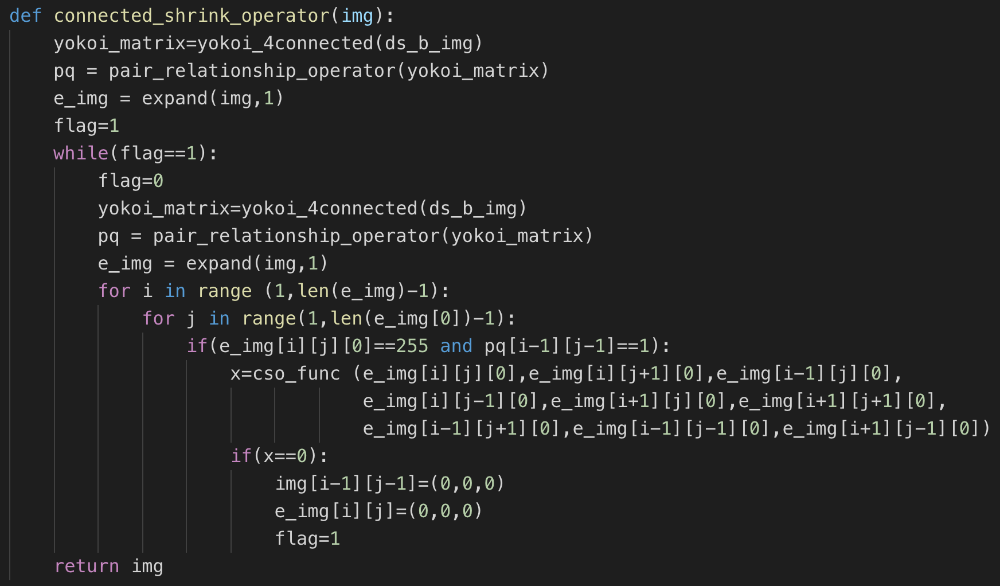 def connected_shrink_operator(img):
    yokoi_matrix=yokoi_4connected(ds_b_img)
    pq = pair_relationship_operator(yokoi_matrix)
    e_img = expand(img,1)
    flag=1
    while(flag==1):
        flag=0
        yokoi_matrix=yokoi_4connected(ds_b_img)
        pq = pair_relationship_operator(yokoi_matrix)
        e_img = expand(img,1)
        for i in range (1,len(e_img)-1):
            for j in range(1,len(e_img[0])-1):
                if(e_img[i][j][0]==255 and pq[i-1][j-1]==1):
                    x=cso_func (e_img[i][j][0],e_img[i][j+1][0],e_img[i-1][j][0],
                                e_img[i][j-1][0],e_img[i+1][j][0],e_img[i+1][j+1][0],
                                e_img[i-1][j+1][0],e_img[i-1][j-1][0],e_img[i+1][j-1][0])
                    if(x==0):
                        img[i-1][j-1]=(0,0,0)
                        e_img[i][j]=(0,0,0)
                        flag=1
    return img